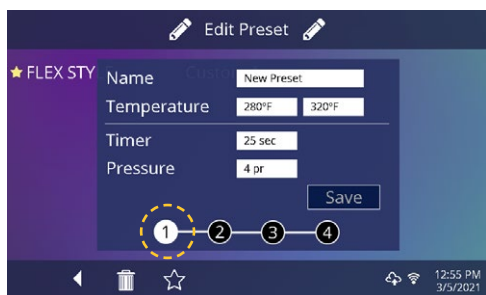 Edit Preset
FLEX STY
Name New Preset
Temperature 280°F 320°F
Timer 25 sec
Pressure 4 pr
Save
1 2 3 4
12:55 PM
3/5/2021